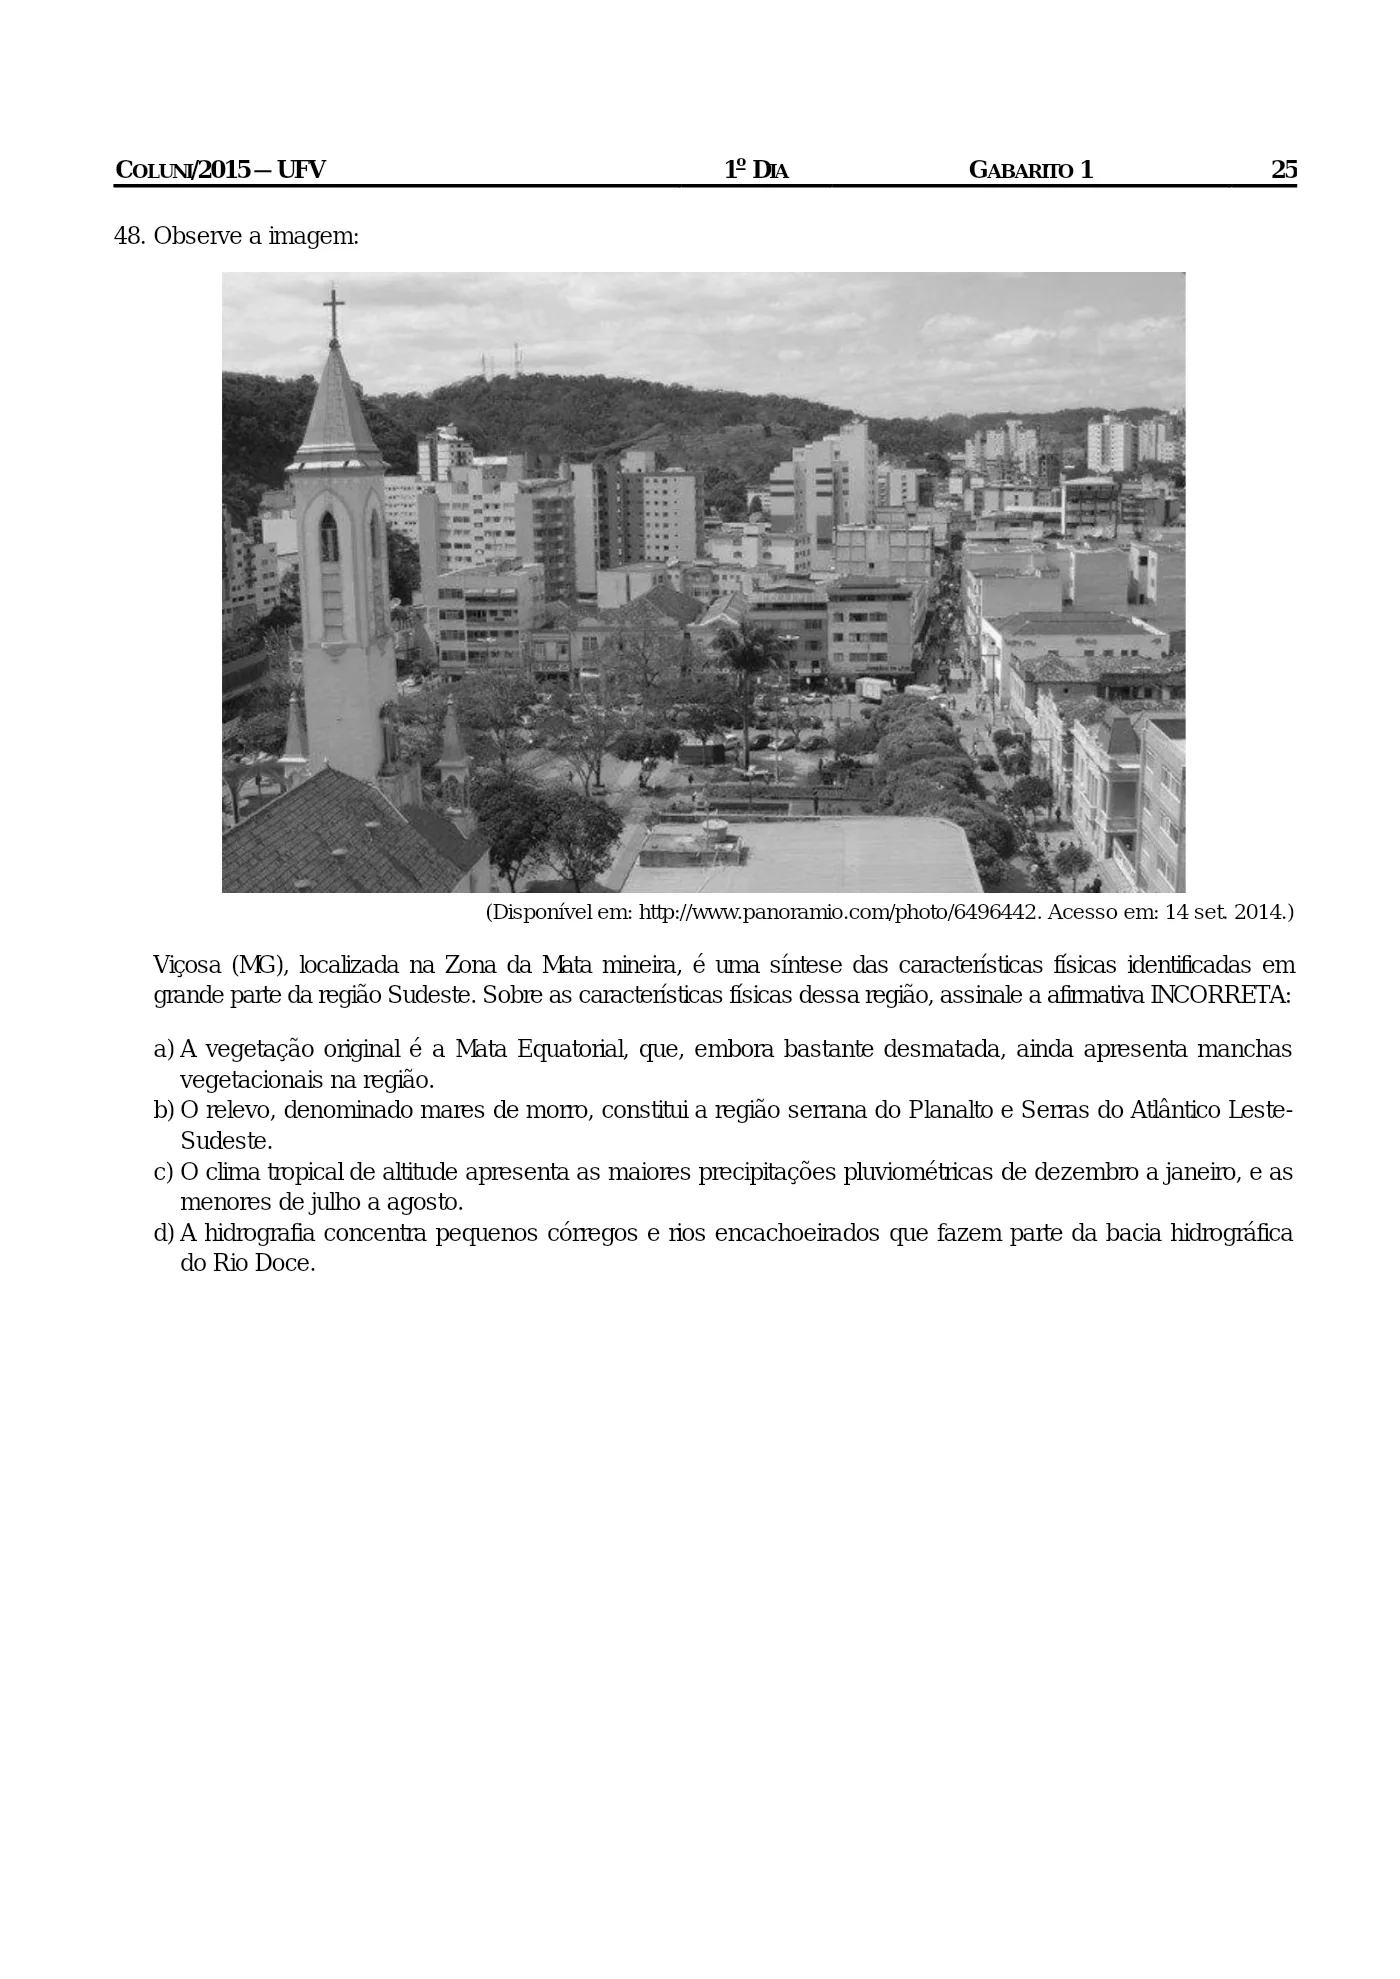 COLUNI/2015 — UFV 1º DIA GABARITO 1 25
48. Observe a imagem:
(Disponível em: http://www.panoramio.com/photo/6496442. Acesso em: 14 set. 2014.)
Viçosa (MG), localizada na Zona da Mata mineira, é uma síntese das características físicas identificadas em
grande parte da região Sudeste. Sobre as características físicas dessa região, assinale a afirmativa INCORRETA:
a) A vegetação original é a Mata Equatorial, que, embora bastante desmatada, ainda apresenta manchas
vegetacionais na região.
b) O relevo, denominado mares de morro, constitui a região serrana do Planalto e Serras do Atlântico Leste-
Sudeste.
c) O clima tropical de altitude apresenta as maiores precipitações pluviométricas de dezembro a janeiro, e as
menores de julho a agosto.
d) A hidrografia concentra pequenos córregos e rios encachoeirados que fazem parte da bacia hidrográfica
do Rio Doce.